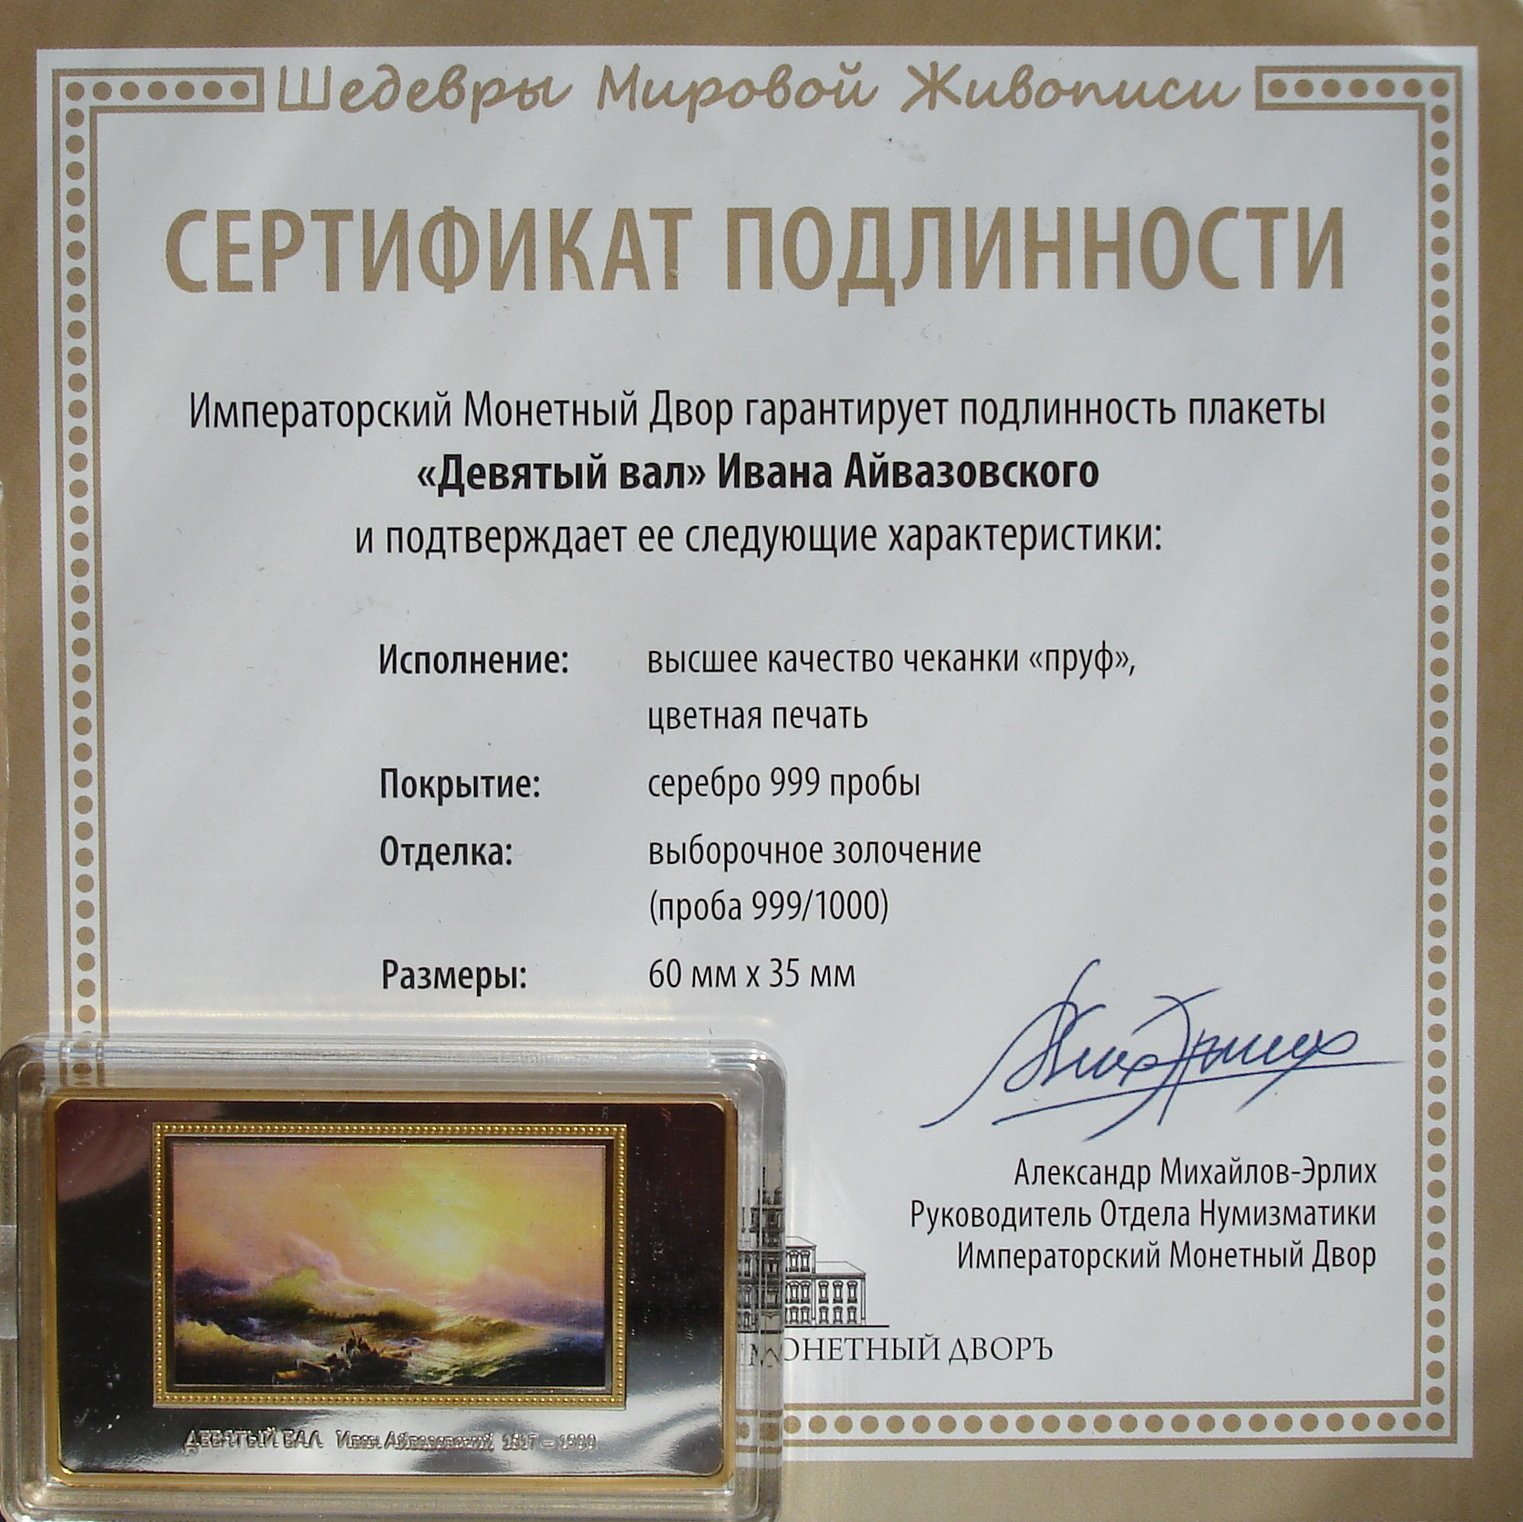 Шедевры Мировой Живописи
СЕРТИФИКАТ ПОДЛИННОСТИ
Императорский Монетный Двор гарантирует подлинность плакеты
«Девятый вал» Ивана Айвазовского
и подтверждает ее следующие характеристики:
Исполнение: высшее качество чеканки «пруф»,
цветная печать
Покрытие: серебро 999 пробы
Отделка: выборочное золочение
(проба 999/1000)
Размеры: 60 мм х 35 мм
Александр Михайлов-Эрлих
Руководитель Отдела Нумизматики
Императорский Монетный Двор
МОНЕТНЫЙ ДВОРЪ
ДЕВЯТЫЙ ВАЛ Иван Айвазовский 1817 – 1900